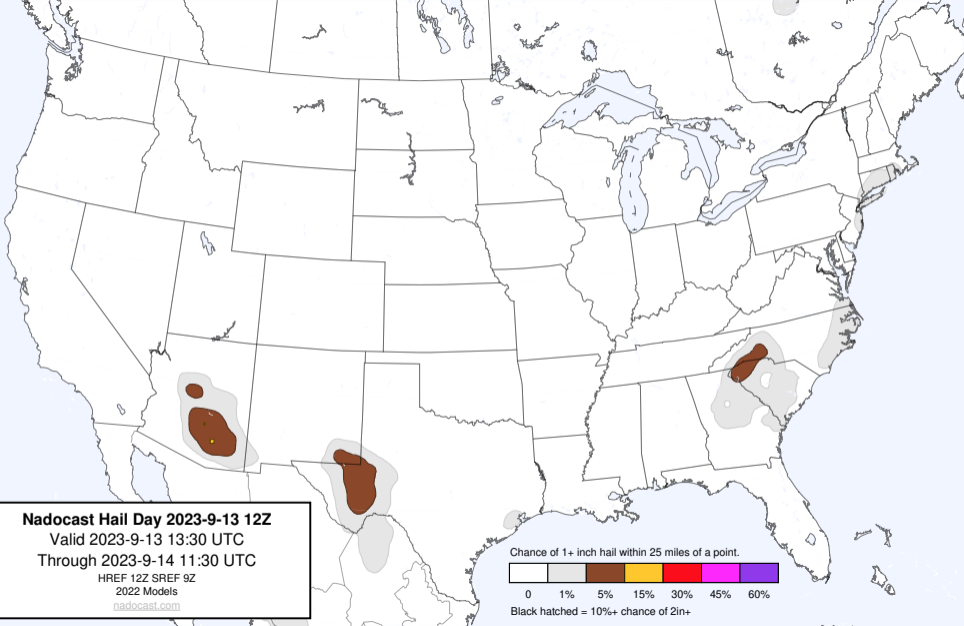 Nadocast Hail Day 2023-9-13 12Z
Valid 2023-9-13 13:30 UTC
Through 2023-9-14 11:30 UTC
HREF 12Z SREF 9Z
2022 Models
nadocast.com
Chance of 1+ inch hail within 25 miles of a point.
0 1% 5% 15% 30% 45% 60%
Black hatched = 10%+ chance of 2in+